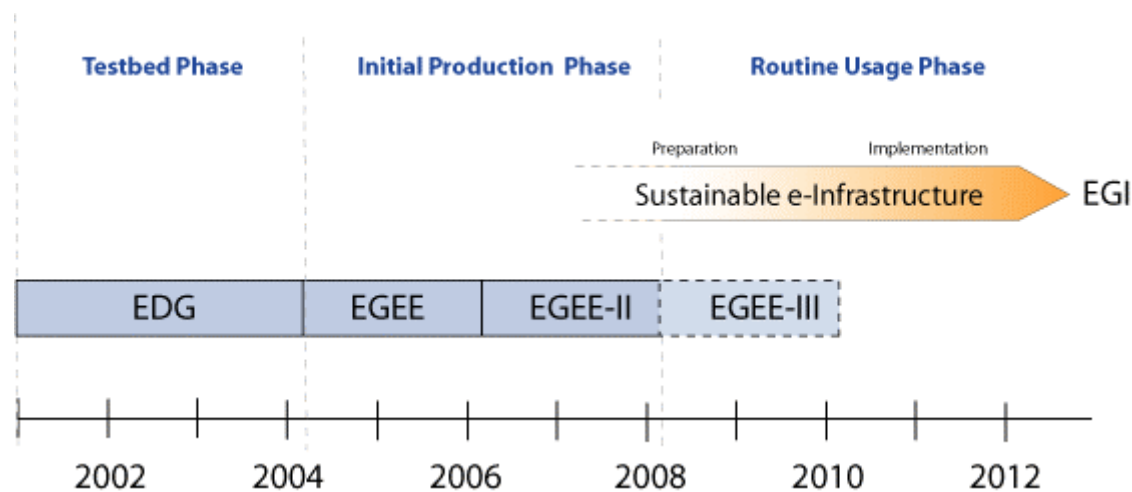 Testbed Phase
Initial Production Phase
Routine Usage Phase
Preparation
Implementation
Sustainable e-Infrastructure
EGI
EDG
EGEE
EGEE-II
EGEE-III
2002
2004
2006
2008
2010
2012